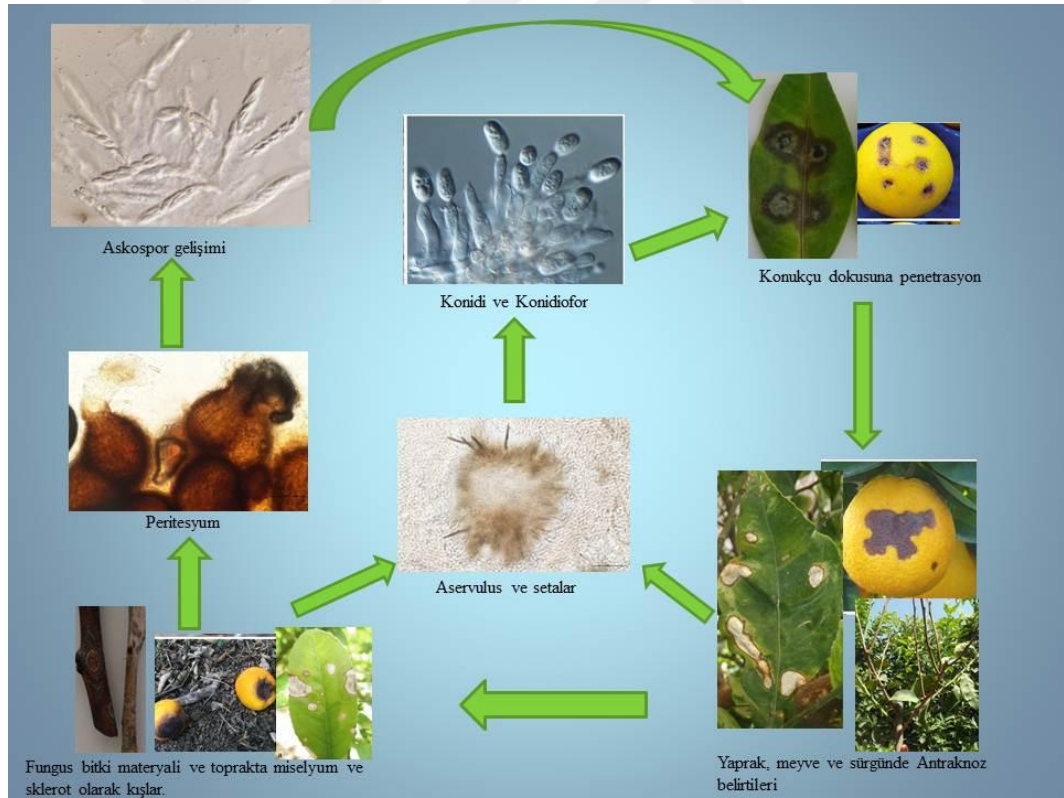 Askospor gelişimi
Konidi ve Konidiofor
Konukçu dokusuna penetrasyon
Peritesyum
Aservulus ve setalar
Fungus bitki materyali ve toprakta miselyum ve
sklerot olarak kışlar.
Yaprak, meyve ve sürgünde Antraknoz
belirtileri